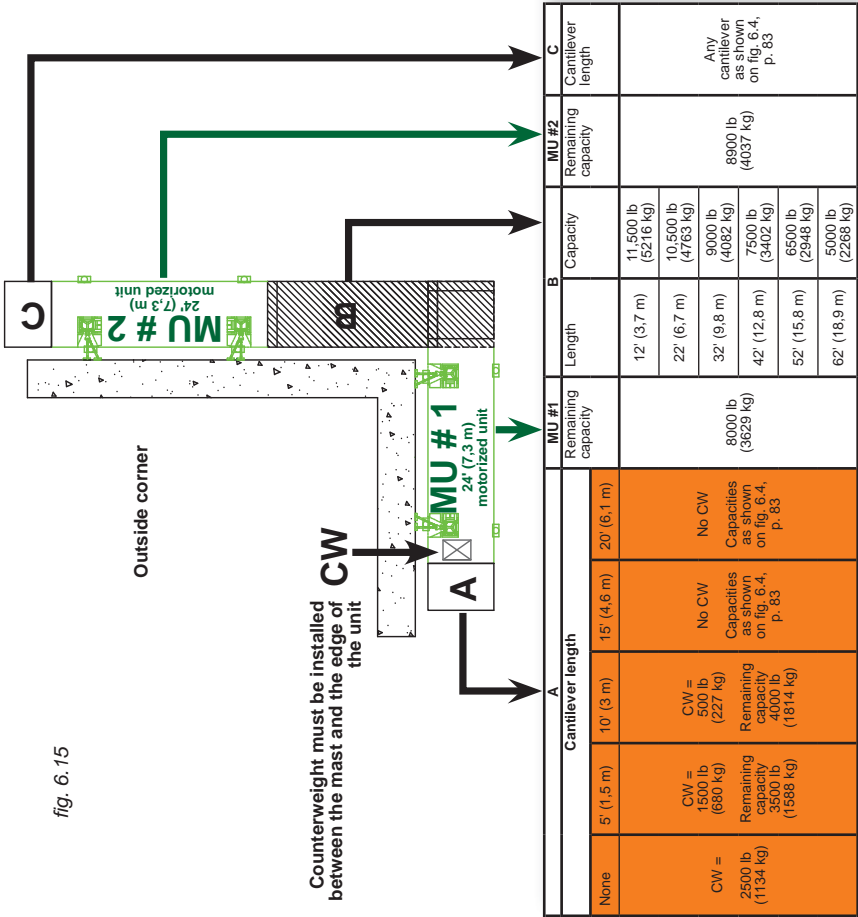 fig. 6.15
Outside corner
Counterweight must be installed
between the mast and the edge of
the unit
CW
A
MU # 1
24' (7,3 m)
motorized unit
B
MU # 2
24' (7,3 m)
motorized unit
C
A
MU #1
B
MU #2
C
Cantilever length
Remaining
capacity
Length
Capacity
Remaining
capacity
Cantilever
length
None
5' (1,5 m)
10' (3 m)
15' (4,6 m)
20' (6,1 m)
CW =
2500 lb
(1134 kg)
CW =
1500 lb
(680 kg)
Remaining
capacity
3500 lb
(1588 kg)
CW =
500 lb
(227 kg)
Remaining
capacity
4000 lb
(1814 kg)
No CW
Capacities
as shown
on fig. 6.4,
p. 83
No CW
Capacities
as shown
on fig. 6.4,
p. 83
8000 lb
(3629 kg)
12' (3,7 m)
11,500 lb
(5216 kg)
22' (6,7 m)
10,500 lb
(4763 kg)
32' (9,8 m)
9000 lb
(4082 kg)
42' (12,8 m)
7500 lb
(3402 kg)
52' (15,8 m)
6500 lb
(2948 kg)
62' (18,9 m)
5000 lb
(2268 kg)
8900 lb
(4037 kg)
Any
cantilever
as shown
on fig. 6.4,
p. 83